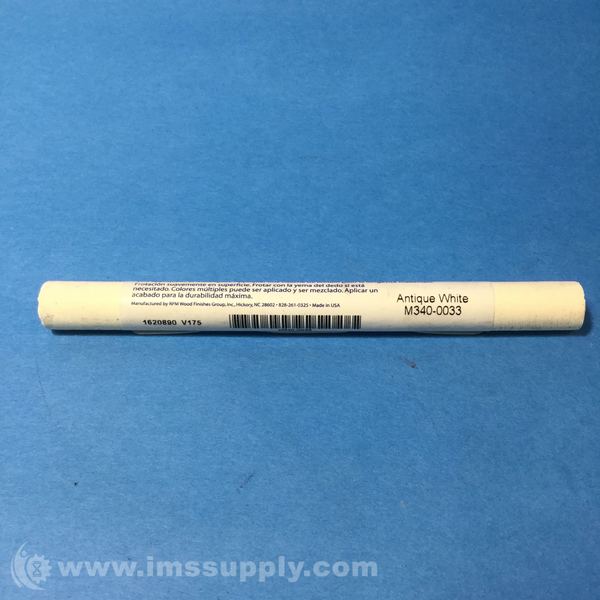 Frotación suavemente en superficie. Frotar con la yema del dedo si está
necesitado. Colores múltiples puede ser aplicado y ser mezclado. Aplicar un
acabado para la durabilidad máxima.
Manufactured by RPM Wood Finishes Group, Inc., Hickory, NC 28602 • 828-261-0325 • Made in USA
1620890 V175
Antique White
M340-0033
www.imssupply.com